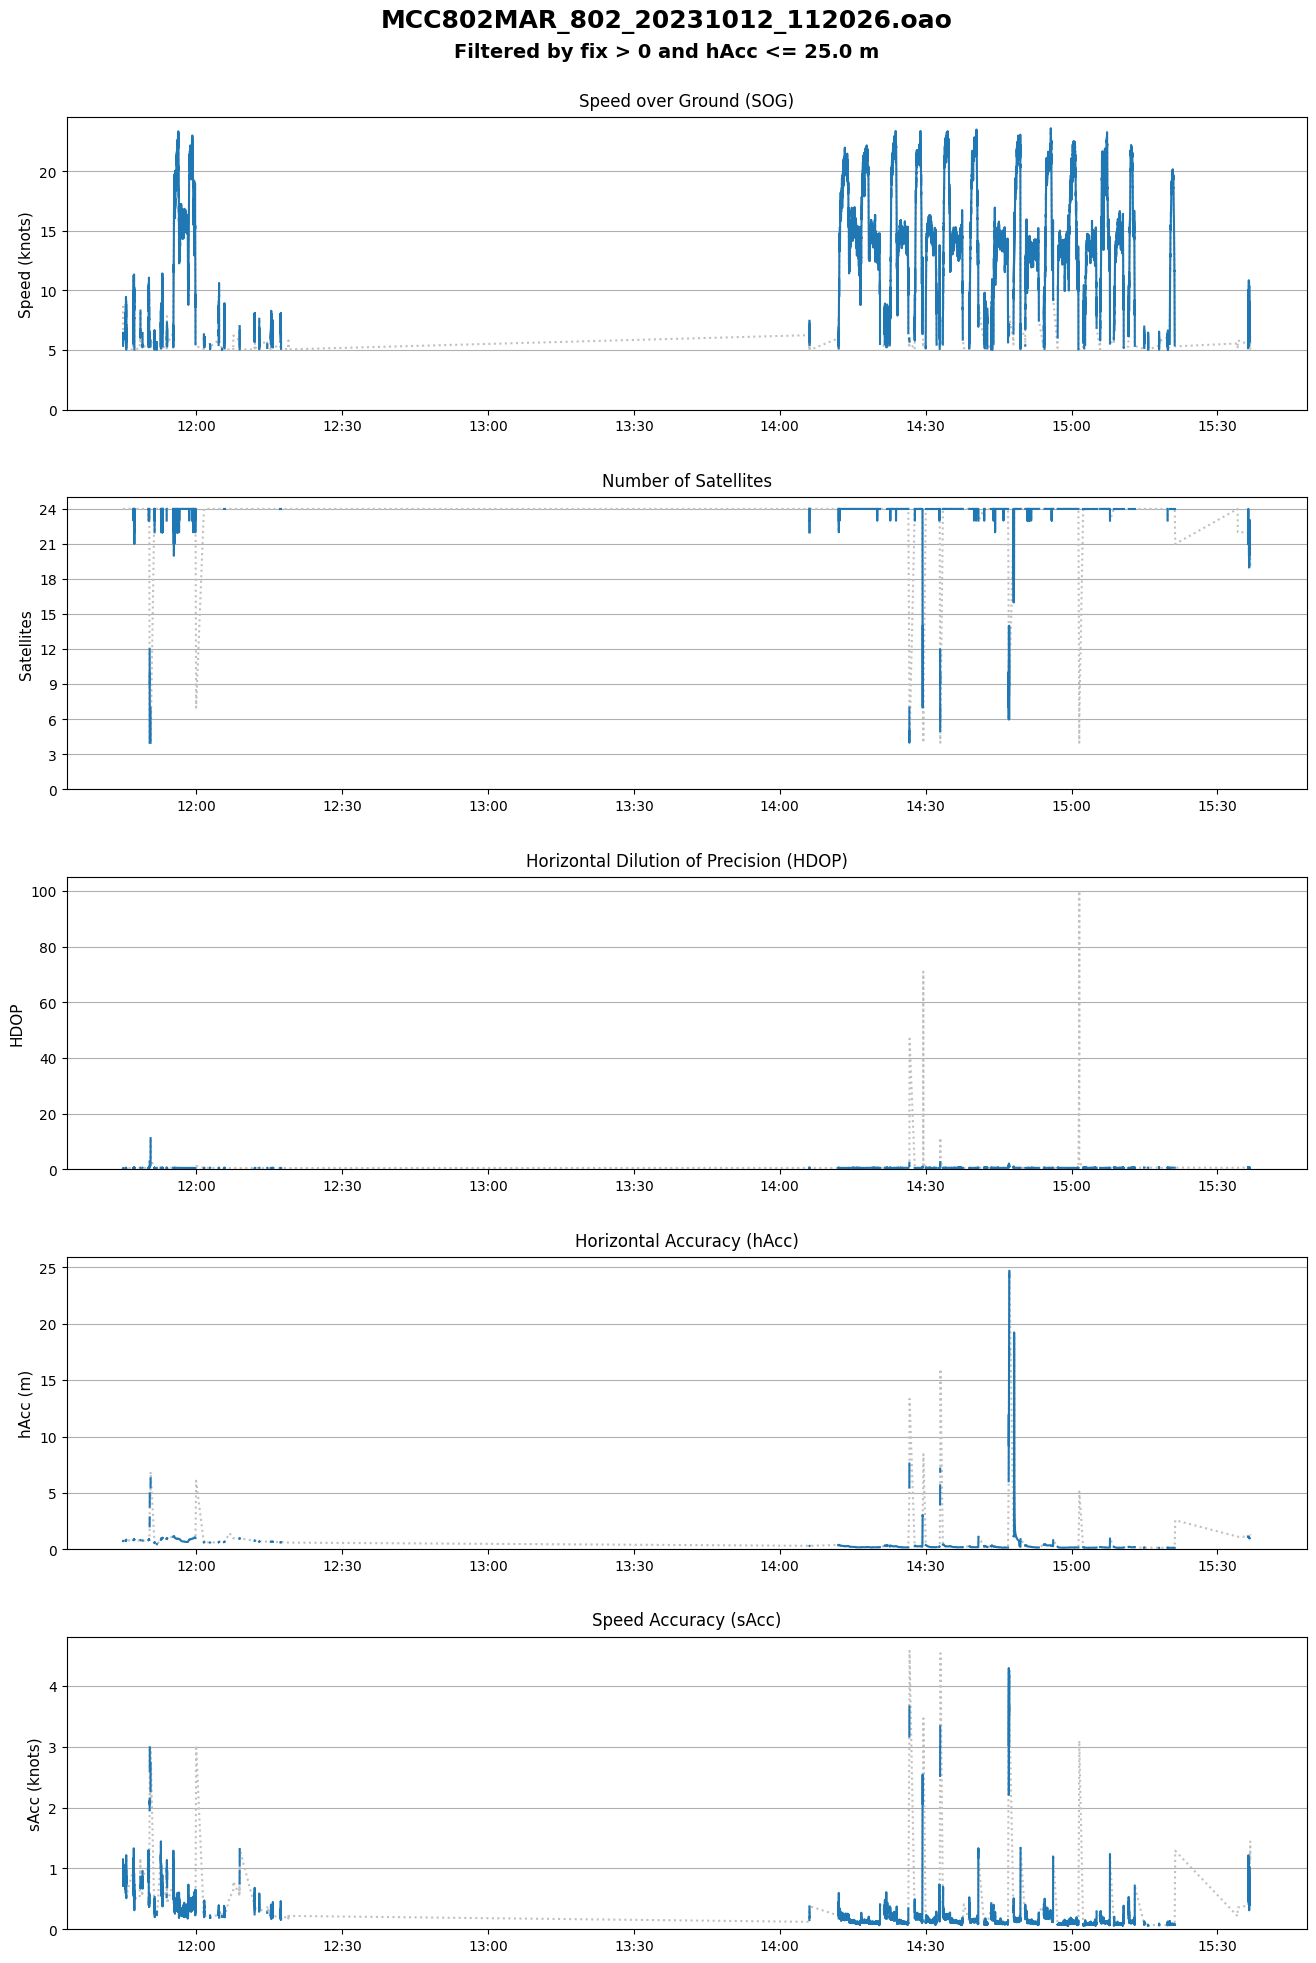 MCC802MAR_802_20231012_112026.oao
Filtered by fix > 0 and hAcc <= 25.0 m
Speed over Ground (SOG)
Speed (knots)
20
15
10
5
0
12:00 12:30 13:00 13:30 14:00 14:30 15:00 15:30
Number of Satellites
Satellites
24
21
18
15
12
9
6
3
0
12:00 12:30 13:00 13:30 14:00 14:30 15:00 15:30
Horizontal Dilution of Precision (HDOP)
HDOP
100
80
60
40
20
0
12:00 12:30 13:00 13:30 14:00 14:30 15:00 15:30
Horizontal Accuracy (hAcc)
hAcc (m)
25
20
15
10
5
0
12:00 12:30 13:00 13:30 14:00 14:30 15:00 15:30
Speed Accuracy (sAcc)
sAcc (knots)
4
3
2
1
0
12:00 12:30 13:00 13:30 14:00 14:30 15:00 15:30